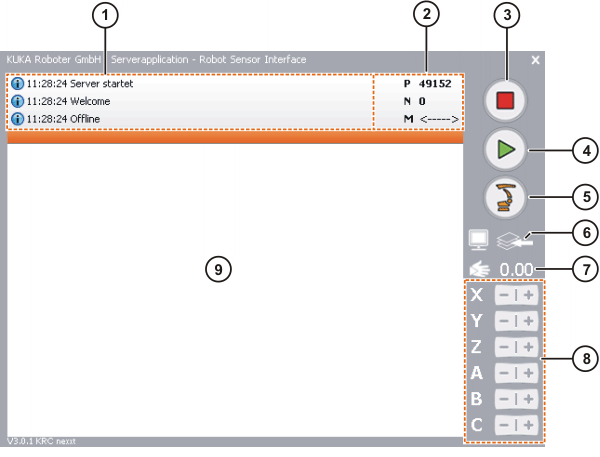 1
2
3
KUKA Roboter GmbH | Serverapplication - Robot Sensor Interface
x
11:28:24 Server startet
P 49152
11:28:24 Welcome
N 0
11:28:24 Offline
M <----->
4
5
6
0.00
7
9
X - | +
Y - | +
Z - | +
8
A - | +
B - | +
C - | +
V3.0.1 KRC nexxt